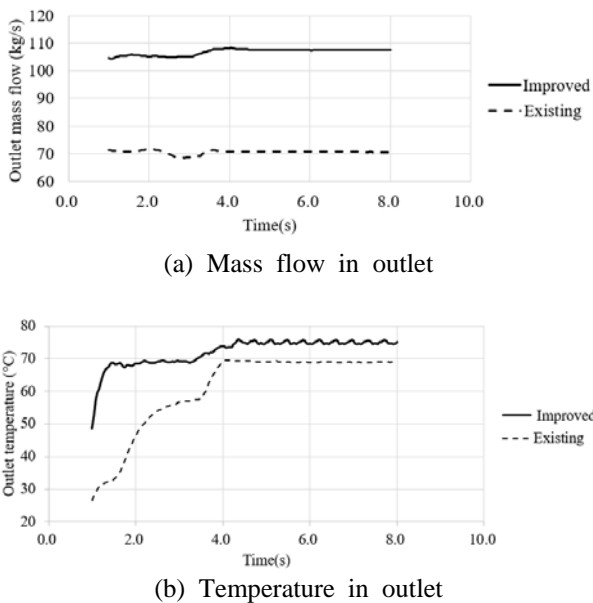 Outlet mass flow (kg/s)
120
110
100
90
80
70
60
0.0 2.0 4.0 6.0 8.0 10.0
Time(s)
Improved
Existing
(a) Mass flow in outlet
Outlet temperature (°C)
80
70
60
50
40
30
20
0.0 2.0 4.0 6.0 8.0 10.0
Time(s)
Improved
Existing
(b) Temperature in outlet